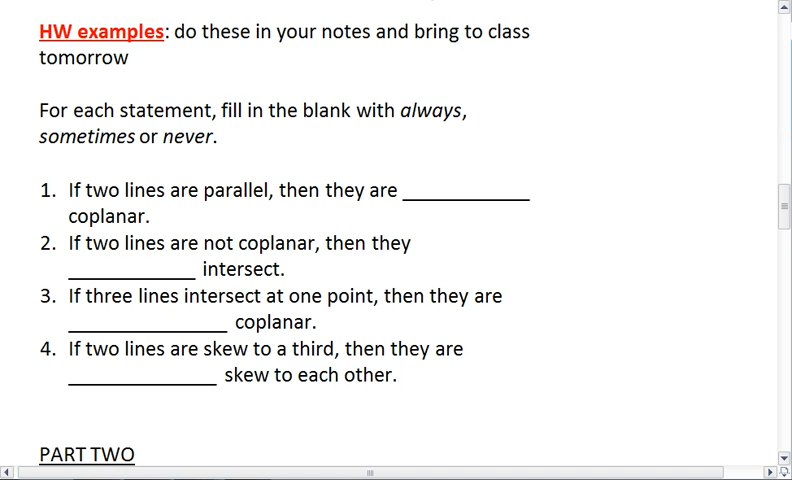 HW examples: do these in your notes and bring to class
tomorrow
For each statement, fill in the blank with always,
sometimes or never.
1. If two lines are parallel, then they are ____________
coplanar.
2. If two lines are not coplanar, then they
____________ intersect.
3. If three lines intersect at one point, then they are
_______________ coplanar.
4. If two lines are skew to a third, then they are
______________ skew to each other.
PART TWO